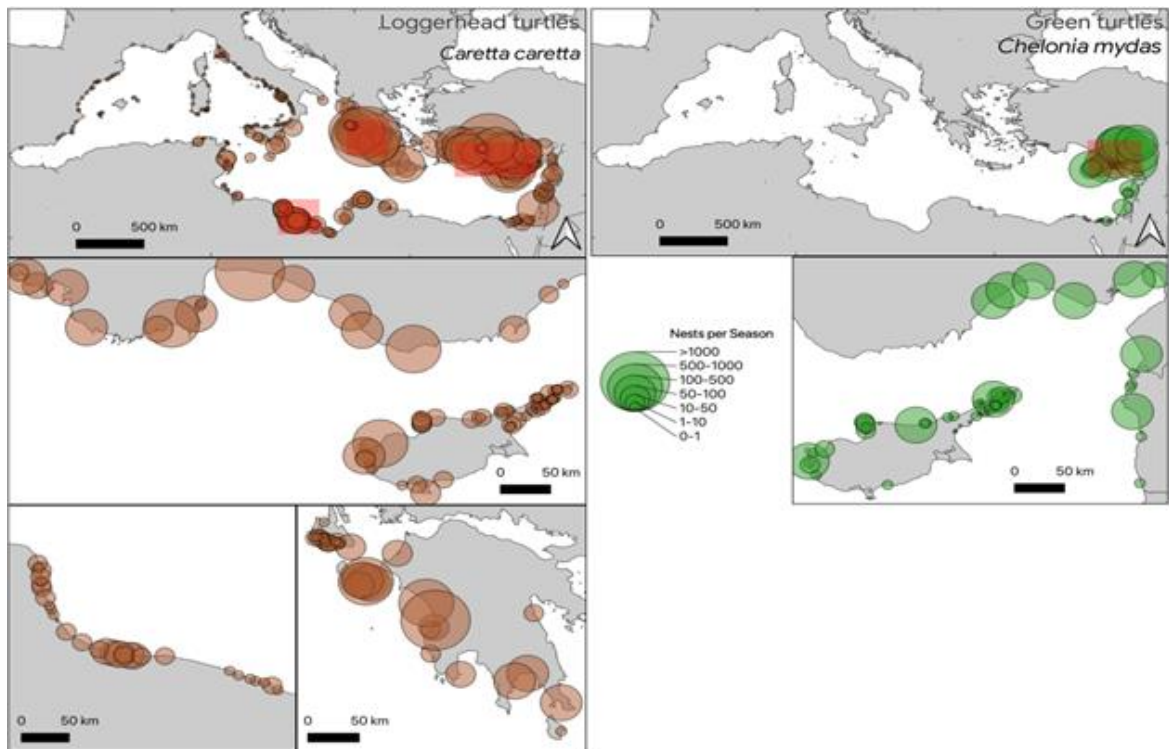 Loggerhead turtles
Caretta caretta
0 500 km
Green turtles
Chelonia mydas
0 500 km
0 50 km
Nests per Season
>1000
500-1000
100-500
50-100
10-50
1-10
0-1
0 50 km
0 50 km
0 50 km